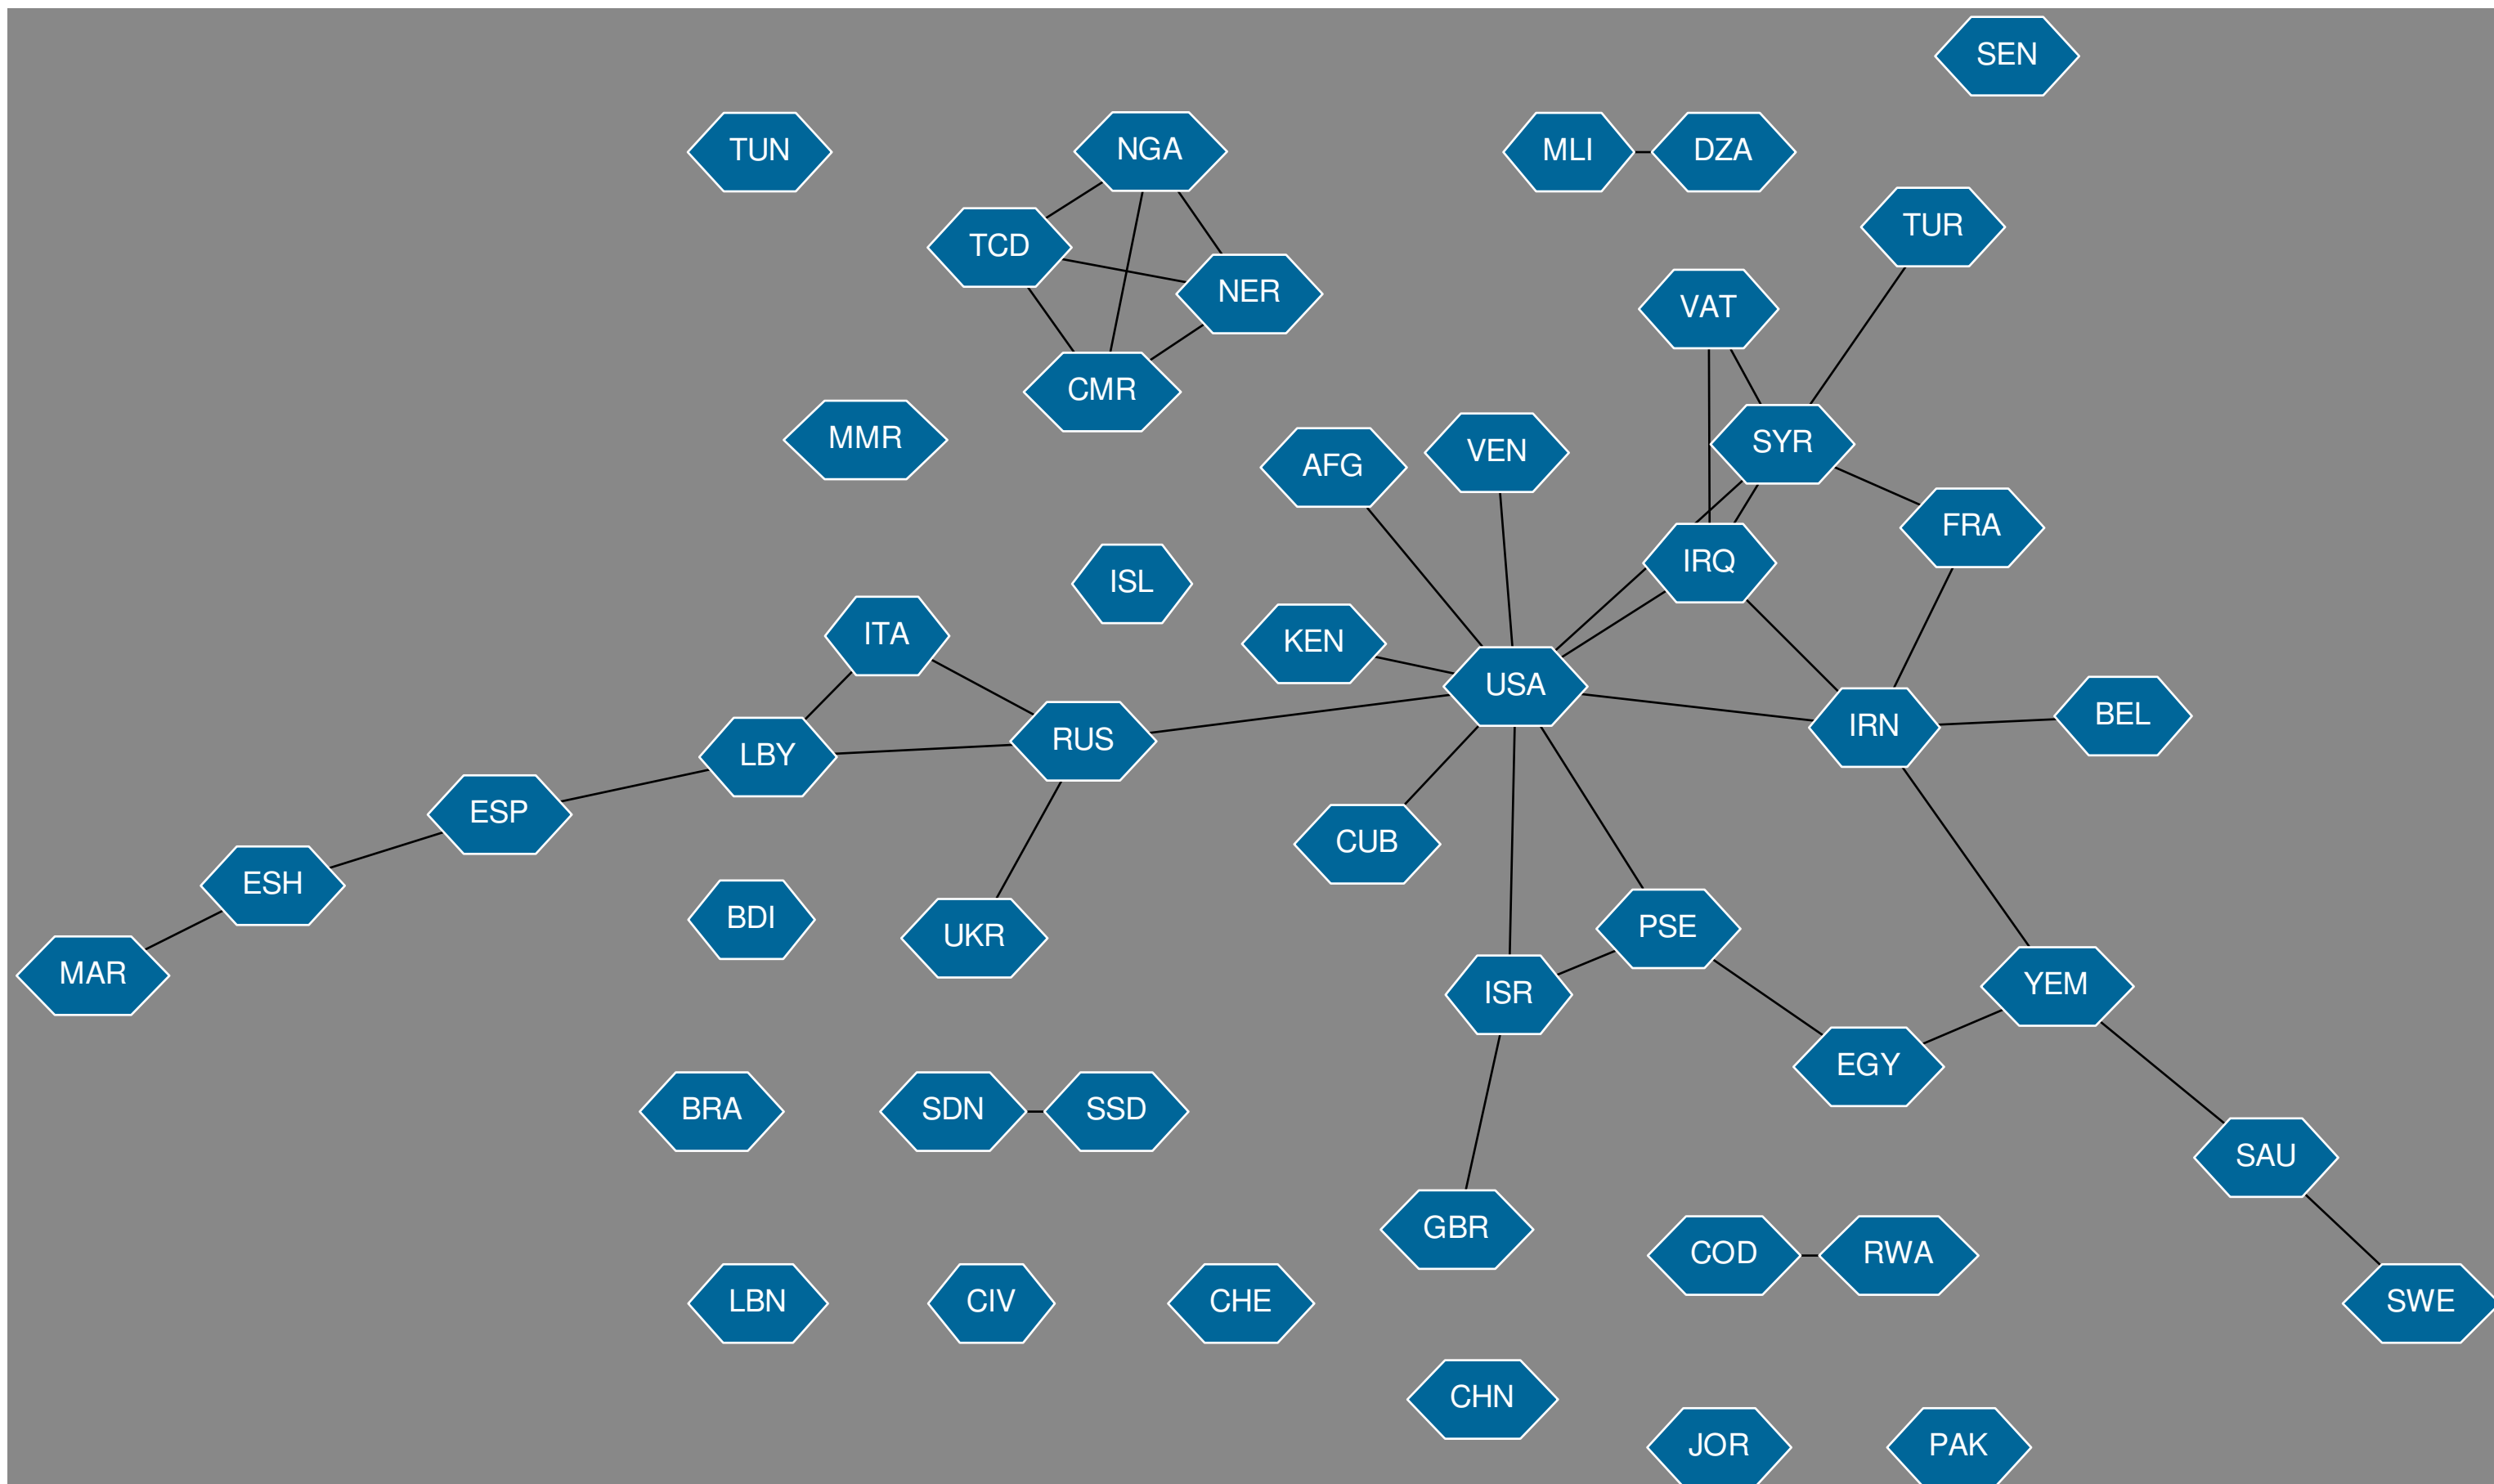 SEN
TUN
NGA
MLI
DZA
TUR
TCD
NER
VAT
CMR
MMR
AFG
VEN
SYR
FRA
ISL
IRQ
ITA
KEN
USA
BEL
LBY
RUS
IRN
ESP
CUB
ESH
BDI
UKR
PSE
MAR
ISR
YEM
EGY
BRA
SDN
SSD
SAU
GBR
COD
RWA
LBN
CIV
CHE
SWE
CHN
JOR
PAK